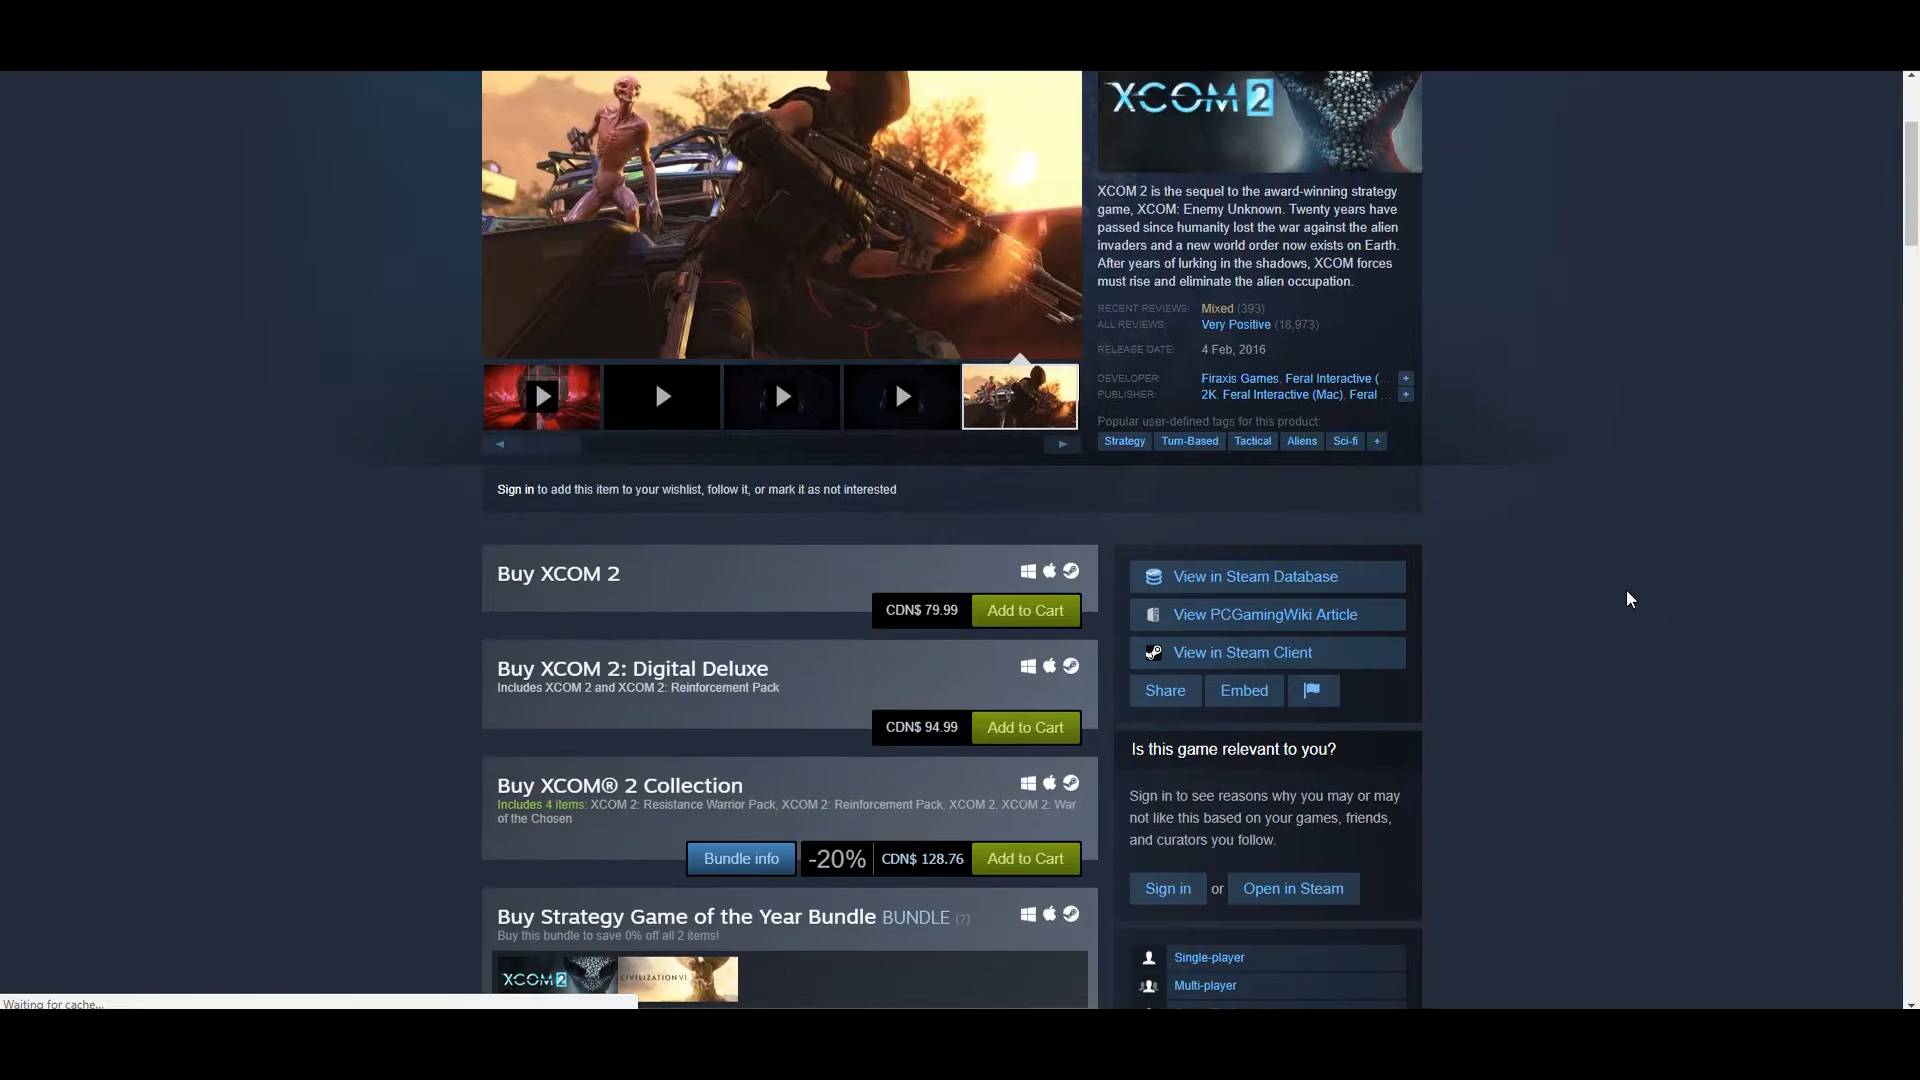 XCOM 2
XCOM 2 is the sequel to the award-winning strategy
game, XCOM: Enemy Unknown. Twenty years have
passed since humanity lost the war against the alien
invaders and a new world order now exists on Earth.
After years of lurking in the shadows, XCOM forces
must rise and eliminate the alien occupation.
RECENT REVIEWS: Mixed (393)
ALL REVIEWS: Very Positive (18,973)
RELEASE DATE: 4 Feb, 2016
DEVELOPER: Firaxis Games, Feral Interactive (... +
PUBLISHER: 2K, Feral Interactive (Mac), Feral ... +
Popular user-defined tags for this product:
Strategy Turn-Based Tactical Aliens Sci-fi +
Sign in to add this item to your wishlist, follow it, or mark it as not interested
Buy XCOM 2
CDN$ 79.99 Add to Cart
Buy XCOM 2: Digital Deluxe
Includes XCOM 2 and XCOM 2: Reinforcement Pack
CDN$ 94.99 Add to Cart
Buy XCOM® 2 Collection
Includes 4 items: XCOM 2: Resistance Warrior Pack, XCOM 2: Reinforcement Pack, XCOM 2, XCOM 2: War
of the Chosen
Bundle info -20% CDN$ 128.76 Add to Cart
Buy Strategy Game of the Year Bundle BUNDLE (?)
Buy this bundle to save 0% off all 2 items!
XCOM 2 CIVILIZATION VI
View in Steam Database
View PCGamingWiki Article
View in Steam Client
Share Embed
Is this game relevant to you?
Sign in to see reasons why you may or may
not like this based on your games, friends,
and curators you follow.
Sign in or Open in Steam
Single-player
Multi-player
Waiting for cache...